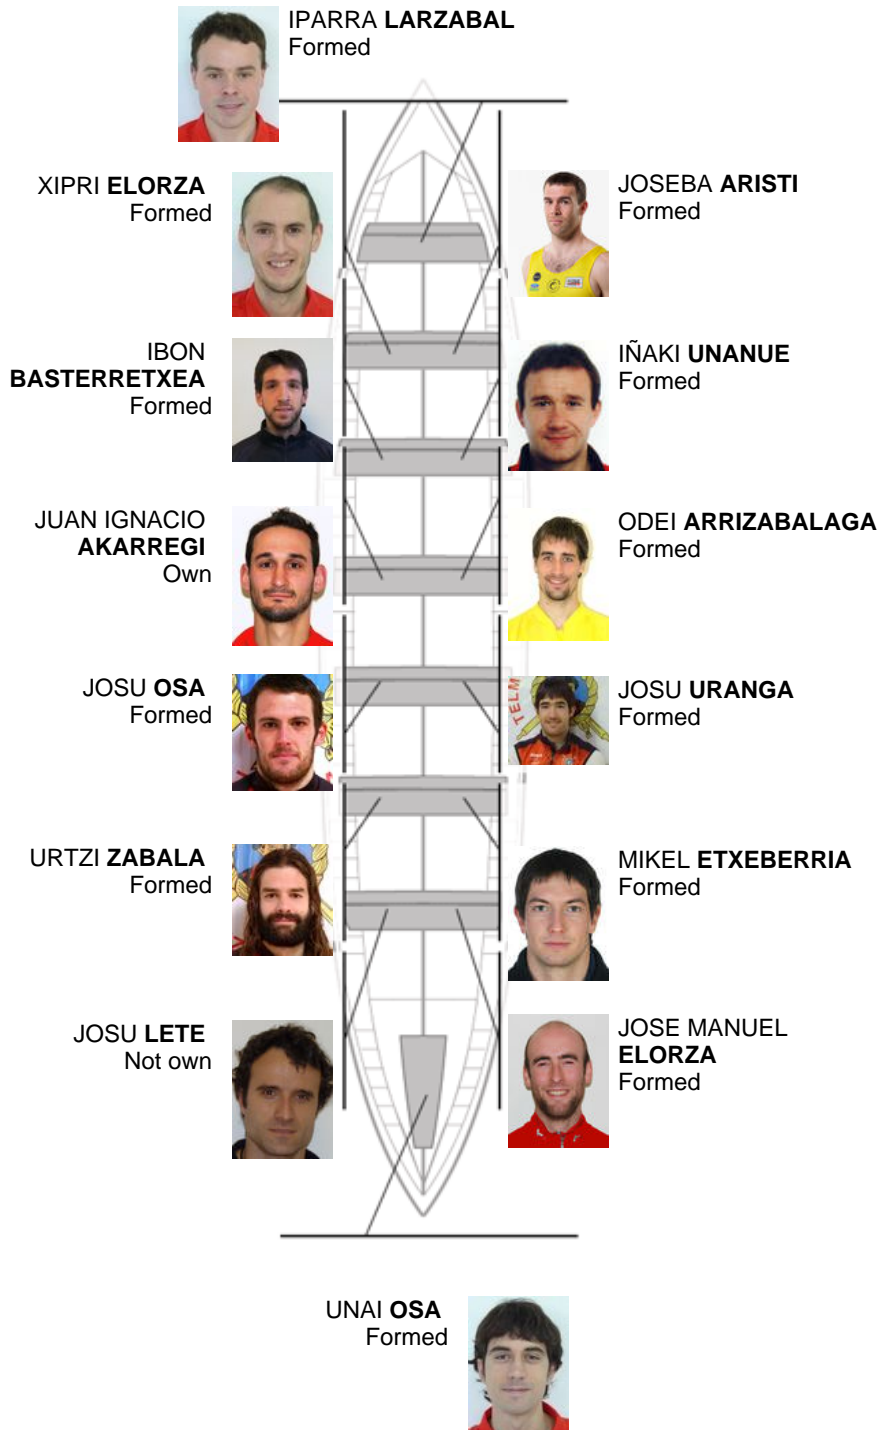 IPARRA LARZABAL
Formed
XIPRI ELORZA
Formed
JOSEBA ARISTI
Formed
IBON
BASTERRETXEA
Formed
IÑAKI UNANUE
Formed
JUAN IGNACIO
AKARREGI
Own
ODEI ARRIZABALAGA
Formed
JOSU OSA
Formed
JOSU URANGA
Formed
TELM
URTZI ZABALA
Formed
MIKEL ETXEBERRIA
Formed
JOSU LETE
Not own
JOSE MANUEL
ELORZA
Formed
UNAI OSA
Formed